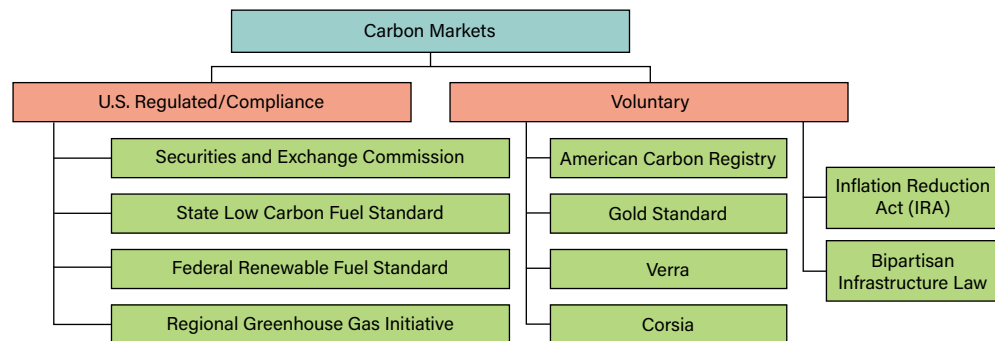 Carbon Markets
U.S. Regulated/Compliance
Securities and Exchange Commission
State Low Carbon Fuel Standard
Federal Renewable Fuel Standard
Regional Greenhouse Gas Initiative
Voluntary
American Carbon Registry
Gold Standard
Verra
Corsia
Inflation Reduction
Act (IRA)
Bipartisan
Infrastructure Law